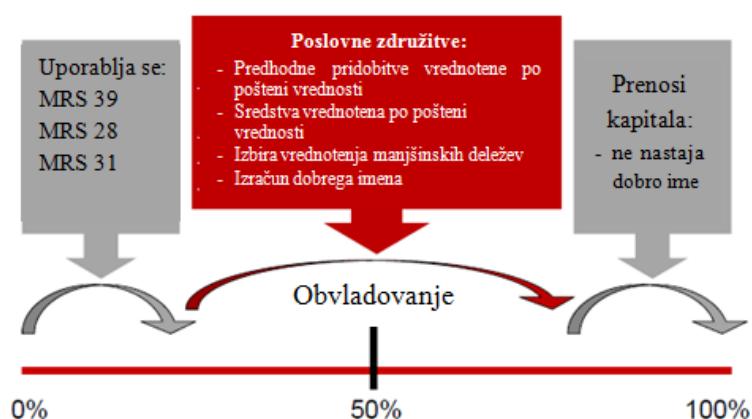 Uporablja se:
MRS 39
MRS 28
MRS 31
Poslovne združitve:
- Predhodne pridobitve vrednotene po
pošteni vrednosti
- Sredstva vrednotena po pošteni
vrednosti
- Izbira vrednotenja manjšinskih deležev
- Izračun dobrega imena
Prenosi
kapitala:
- ne nastaja
dobro ime
Obvladovanje
0%
50%
100%